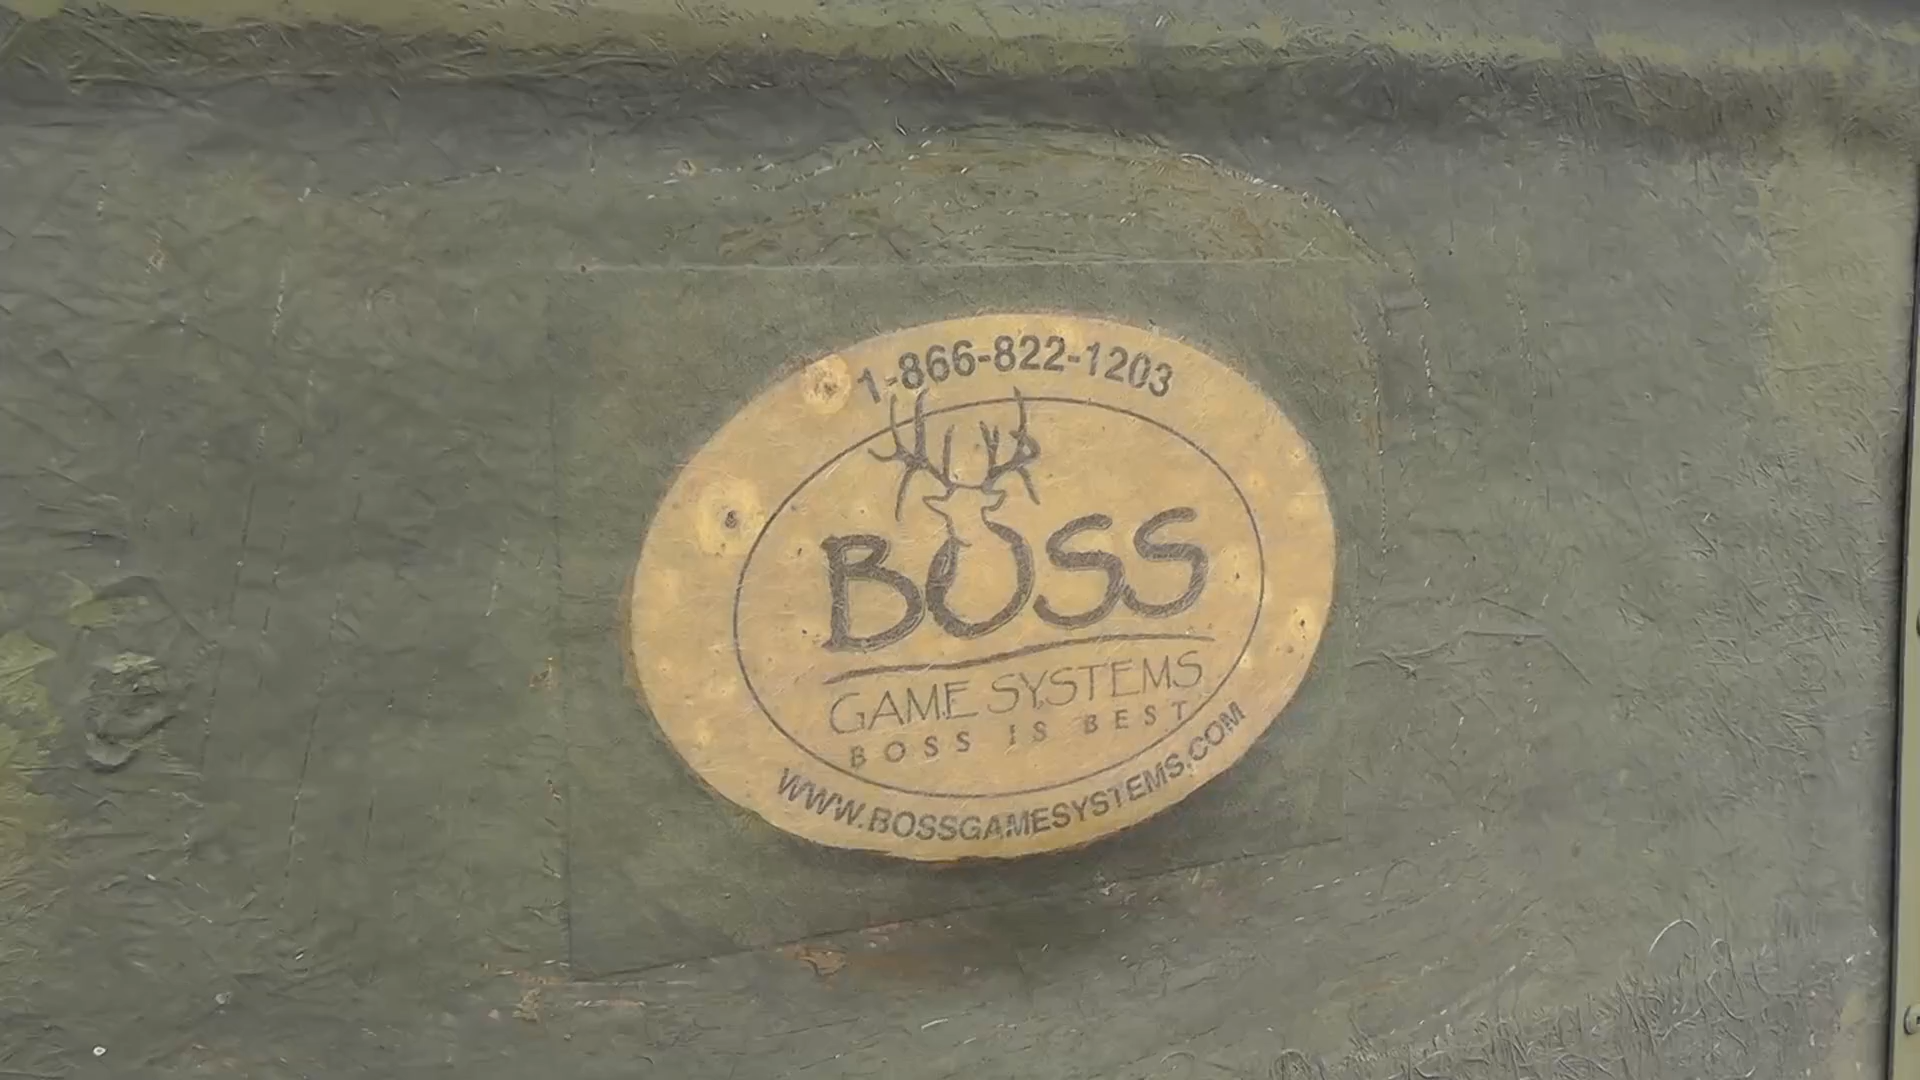 1-866-822-1203
BOSS
GAME SYSTEMS
BOSS IS BEST
WWW.BOSSGAMESYSTEMS.COM